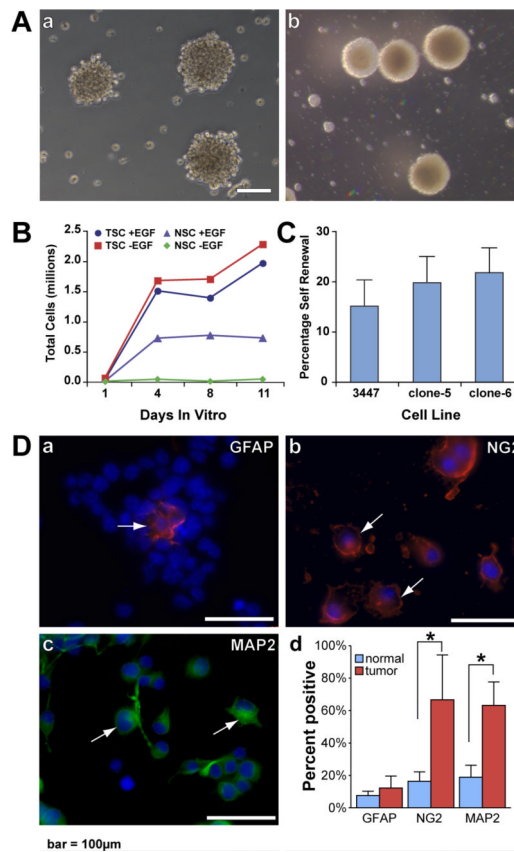 A
a
b
B
TSC +EGF NSC +EGF
TSC -EGF NSC -EGF
Total Cells (millions)
2.5
2.0
1.5
1.0
0.5
0.0
1 4 8 11
Days In Vitro
C
Percentage Self Renewal
30
20
10
0
3447 clone-5 clone-6
Cell Line
D
a
GFAP
b
NG2
c
MAP2
d
Percent positive
100%
80%
60%
40%
20%
0%
normal
tumor
*
*
GFAP NG2 MAP2
bar = 100µm